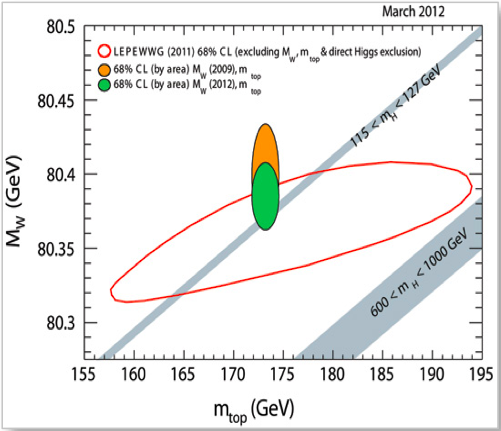 March 2012
LEPEWWG (2011) 68% CL (excluding M_W, m_top & direct Higgs exclusion)
68% CL (by area) M_W (2009), m_top
68% CL (by area) M_W (2012), m_top
80.5
80.45
80.4
80.35
80.3
M_W (GeV)
115 < m_H < 127 GeV
600 < m_H < 1000 GeV
155 160 165 170 175 180 185 190 195
m_top (GeV)